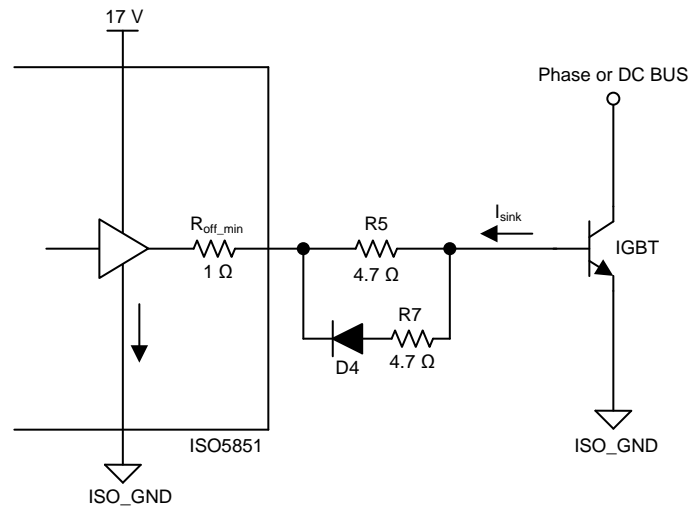 17 V
Phase or DC BUS
R_off_min
1 Ω
R5
4.7 Ω
I_sink
IGBT
R7
4.7 Ω
D4
ISO5851
ISO_GND
ISO_GND